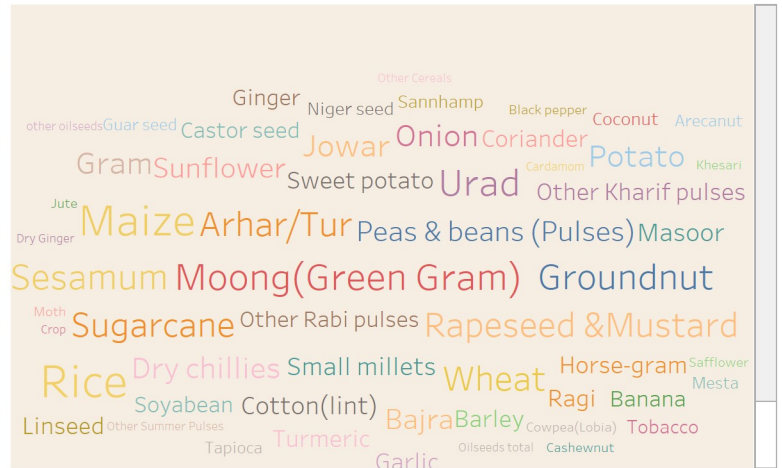 Other Cereals
Ginger Niger seed Sannhamp Black pepper Coconut Arecanut
other oilseeds Guar seed Castor seed Jowar Onion Coriander
Gram Sunflower Sweet potato Urad Cardamom Potato Khesari
Other Kharif pulses
Jute Maize Arhar/Tur Peas & beans (Pulses) Masoor
Dry Ginger
Sesamum Moong(Green Gram) Groundnut
Moth
Crop Sugarcane Other Rabi pulses Rapeseed &Mustard
Rice Dry chillies Small millets Wheat Horse-gram Safflower
Mesta
Soyabean Cotton(lint) Ragi Banana
Linseed Other Summer Pulses Bajra Barley Cowpea(Lobia) Tobacco
Tapioca Turmeric Oilseeds total Cashewnut
Garlic